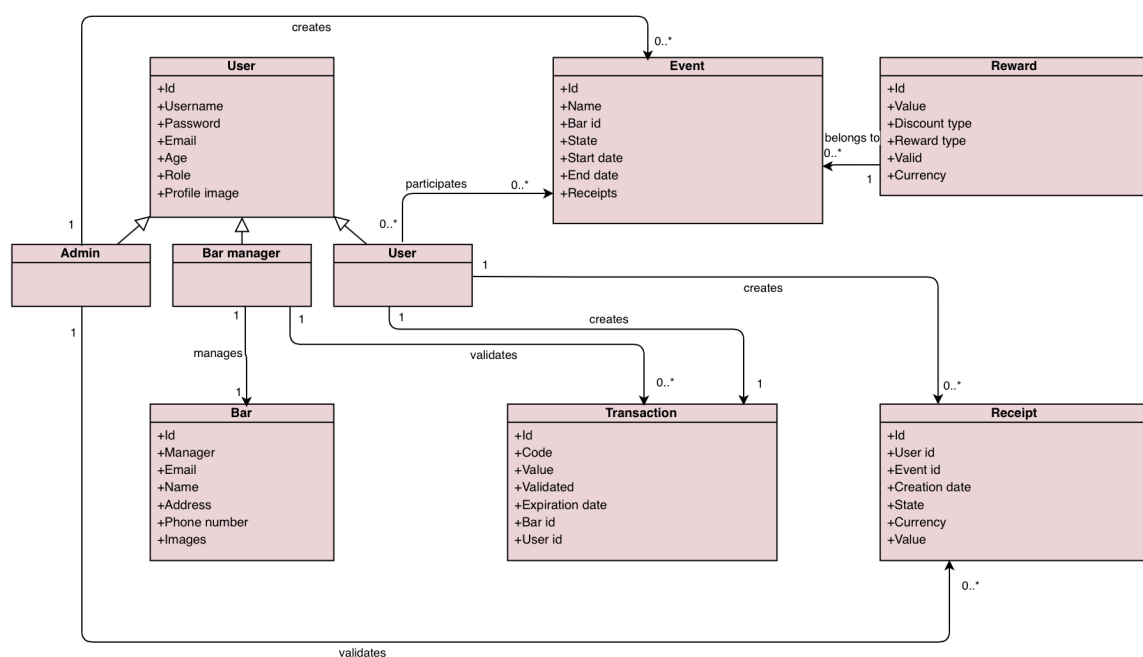 creates
0..*
User
+Id
+Username
+Password
+Email
+Age
+Role
+Profile image
Event
+Id
+Name
+Bar id
+State
+Start date
+End date
+Receipts
Reward
+Id
+Value
+Discount type
+Reward type
+Valid
+Currency
belongs to
0..*
1
participates
0..*
0..*
1
Admin
Bar manager
User
1
creates
1
1
1
1
creates
validates
manages
1
0..*
1
0..*
Bar
+Id
+Manager
+Email
+Name
+Address
+Phone number
+Images
Transaction
+Id
+Code
+Value
+Validated
+Expiration date
+Bar id
+User id
Receipt
+Id
+User id
+Event id
+Creation date
+State
+Currency
+Value
0..*
validates